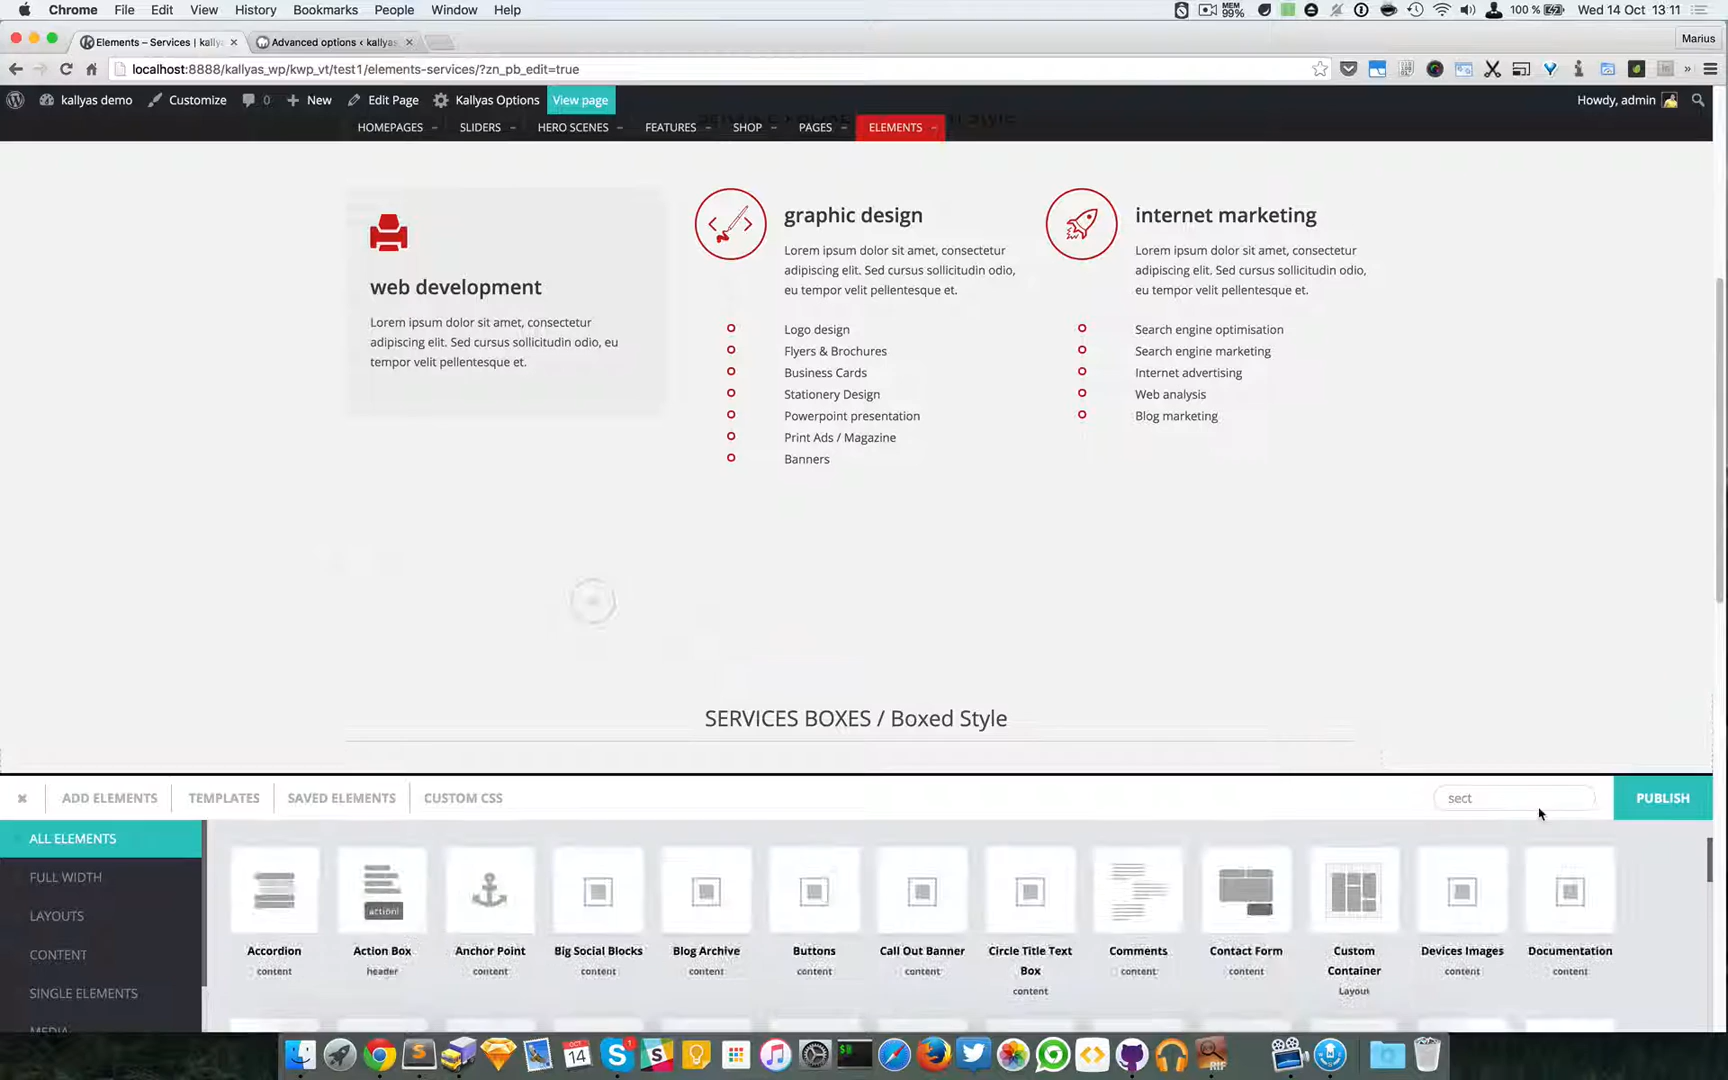 Chrome File Edit View History Bookmarks People Window Help
MEM 99% 100 % Wed 14 Oct 13:11
Elements – Services | kally
Advanced options ‹ kallyas
Marius
localhost:8888/kallyas_wp/kwp_vt/test1/elements-services/?zn_pb_edit=true
kallyas demo Customize 0 New Edit Page Kallyas Options View page Howdy, admin
HOMEPAGES SLIDERS HERO SCENES FEATURES SHOP PAGES ELEMENTS
web development
Lorem ipsum dolor sit amet, consectetur
adipiscing elit. Sed cursus sollicitudin odio, eu
tempor velit pellentesque et.
graphic design
Lorem ipsum dolor sit amet, consectetur
adipiscing elit. Sed cursus sollicitudin odio,
eu tempor velit pellentesque et.
Logo design
Flyers & Brochures
Business Cards
Stationery Design
Powerpoint presentation
Print Ads / Magazine
Banners
internet marketing
Lorem ipsum dolor sit amet, consectetur
adipiscing elit. Sed cursus sollicitudin odio,
eu tempor velit pellentesque et.
Search engine optimisation
Search engine marketing
Internet advertising
Web analysis
Blog marketing
SERVICES BOXES / Boxed Style
ADD ELEMENTS TEMPLATES SAVED ELEMENTS CUSTOM CSS
sect
PUBLISH
ALL ELEMENTS
FULL WIDTH
LAYOUTS
CONTENT
SINGLE ELEMENTS
MEDIA
action!
Accordion
content
Action Box
header
Anchor Point
content
Big Social Blocks
content
Blog Archive
content
Buttons
content
Call Out Banner
content
Circle Title Text
Box
content
Comments
content
Contact Form
content
Custom
Container
Layout
Devices Images
content
Documentation
content
OCT
14
1
RIF